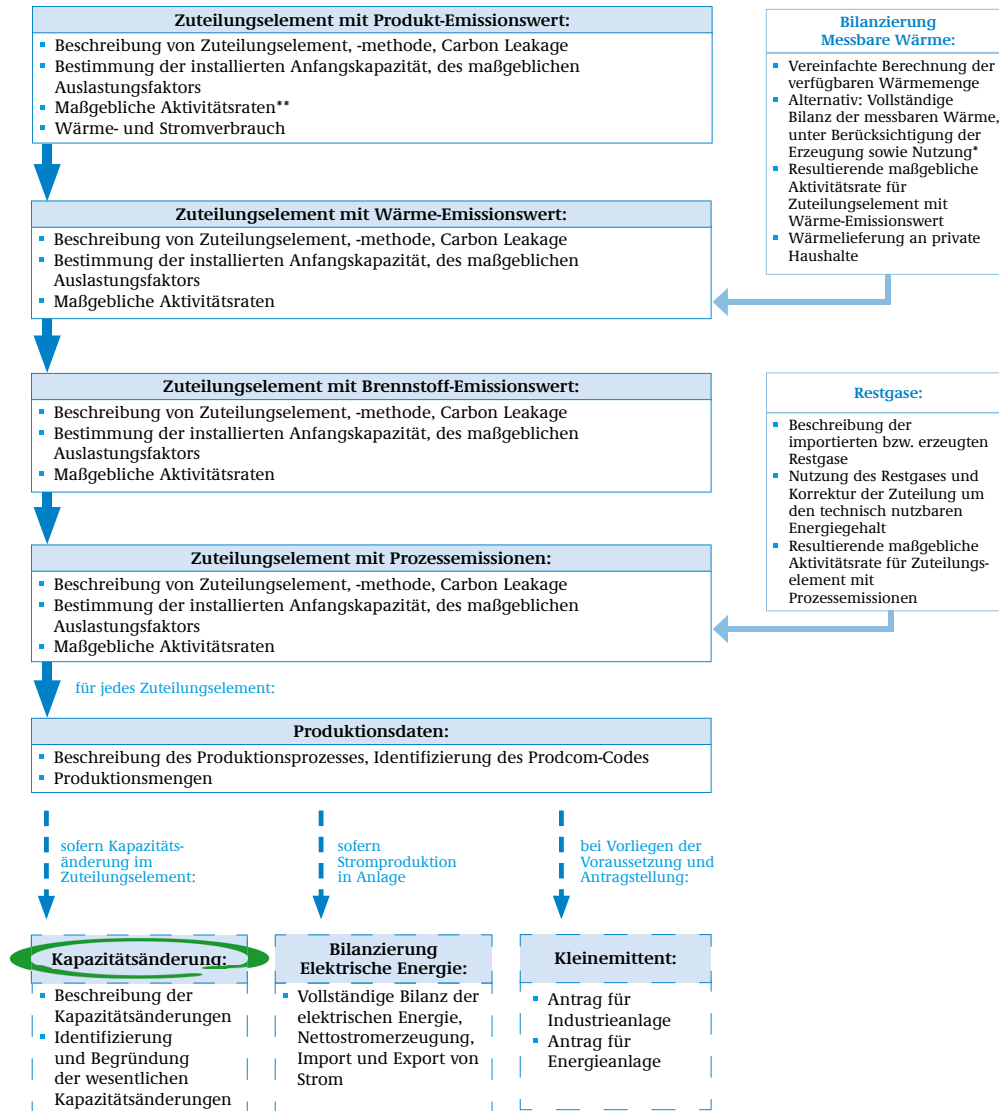 Zuteilungselement mit Produkt-Emissionswert:
▪ Beschreibung von Zuteilungselement, -methode, Carbon Leakage
▪ Bestimmung der installierten Anfangskapazität, des maßgeblichen
Auslastungsfaktors
▪ Maßgebliche Aktivitätsraten**
▪ Wärme- und Stromverbrauch
Bilanzierung
Messbare Wärme:
▪ Vereinfachte Berechnung der
verfügbaren Wärmemenge
▪ Alternativ: Vollständige
Bilanz der messbaren Wärme,
unter Berücksichtigung der
Erzeugung sowie Nutzung*
▪ Resultierende maßgebliche
Aktivitätsrate für
Zuteilungselement mit
Wärme-Emissionswert
▪ Wärmelieferung an private
Haushalte
Zuteilungselement mit Wärme-Emissionswert:
▪ Beschreibung von Zuteilungselement, -methode, Carbon Leakage
▪ Bestimmung der installierten Anfangskapazität, des maßgeblichen
Auslastungsfaktors
▪ Maßgebliche Aktivitätsraten
Zuteilungselement mit Brennstoff-Emissionswert:
▪ Beschreibung von Zuteilungselement, -methode, Carbon Leakage
▪ Bestimmung der installierten Anfangskapazität, des maßgeblichen
Auslastungsfaktors
▪ Maßgebliche Aktivitätsraten
Restgase:
▪ Beschreibung der
importierten bzw. erzeugten
Restgase
▪ Nutzung des Restgases und
Korrektur der Zuteilung um
den technisch nutzbaren
Energiegehalt
▪ Resultierende maßgebliche
Aktivitätsrate für Zuteilungs-
element mit
Prozessemissionen
Zuteilungselement mit Prozessemissionen:
▪ Beschreibung von Zuteilungselement, -methode, Carbon Leakage
▪ Bestimmung der installierten Anfangskapazität, des maßgeblichen
Auslastungsfaktors
▪ Maßgebliche Aktivitätsraten
für jedes Zuteilungselement:
Produktionsdaten:
▪ Beschreibung des Produktionsprozesses, Identifizierung des Prodcom-Codes
▪ Produktionsmengen
sofern Kapazitäts-
änderung im
Zuteilungselement:
sofern
Stromproduktion
in Anlage
bei Vorliegen der
Voraussetzung und
Antragstellung:
Kapazitätsänderung:
▪ Beschreibung der
Kapazitätsänderungen
▪ Identifizierung
und Begründung
der wesentlichen
Kapazitätsänderungen
Bilanzierung
Elektrische Energie:
▪ Vollständige Bilanz der
elektrischen Energie,
Nettostromerzeugung,
Import und Export von
Strom
Kleinemittent:
▪ Antrag für
Industrieanlage
▪ Antrag für
Energieanlage